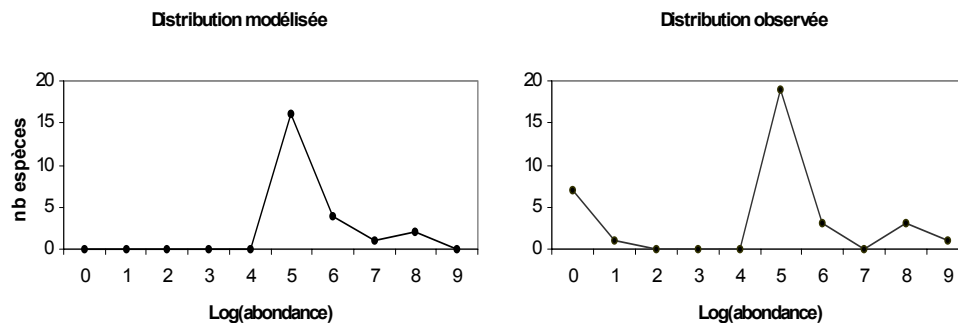 Distribution modélisée
nb espèces
20
15
10
5
0
0 1 2 3 4 5 6 7 8 9
Log(abondance)
Distribution observée
20
15
10
5
0
0 1 2 3 4 5 6 7 8 9
Log(abondance)